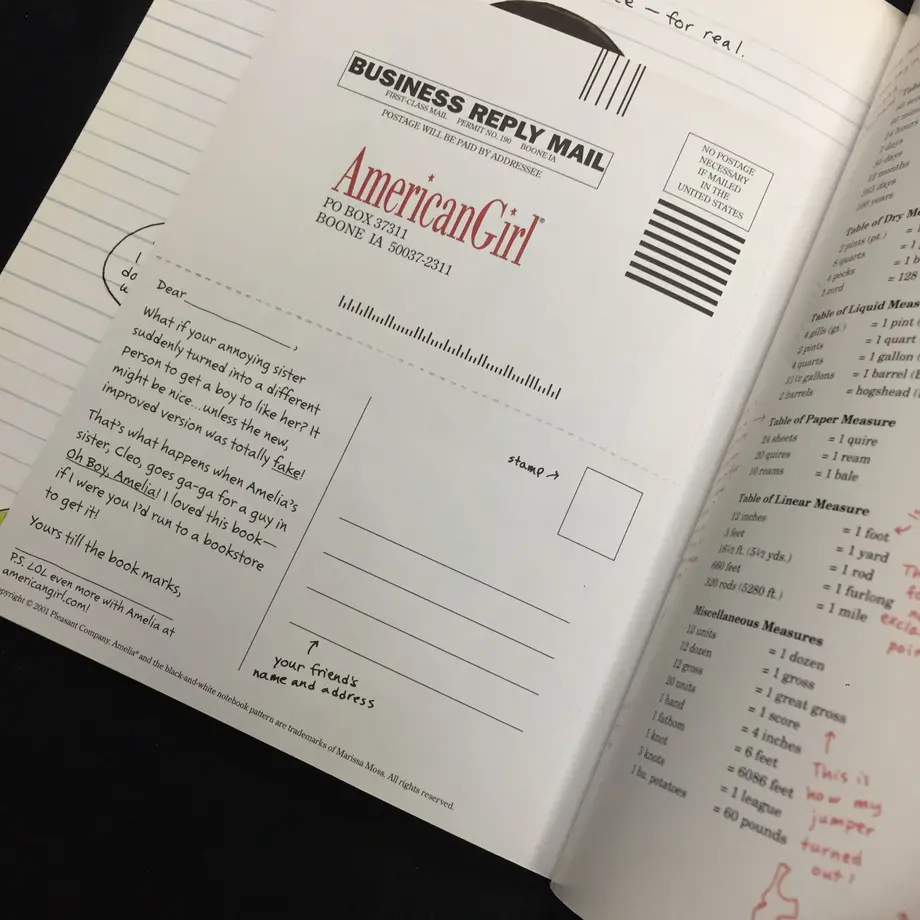 — for real.
BUSINESS REPLY MAIL
FIRST-CLASS MAIL PERMIT NO. 190 BOONE IA
POSTAGE WILL BE PAID BY ADDRESSEE
NO POSTAGE
NECESSARY
IF MAILED
IN THE
UNITED STATES
AmericanGirl®
PO BOX 37311
BOONE IA 50037-2311
do
Dear
What if your annoying sister
suddenly turned into a different
person to get a boy to like her? It
might be nice...unless the new,
improved version was totally fake!
That's what happens when Amelia's
sister, Cleo, goes ga-ga for a guy in
Oh Boy, Amelia! I loved this book—
if I were you I'd run to a bookstore
to get it!
Yours till the book marks,
P.S. LOL even more with Amelia at
americangirl.com!
stamp →
your friend's
name and address
© 2001 Pleasant Company. Amelia® and the black-and-white notebook pattern are trademarks of Marissa Moss. All rights reserved.
24 hours
7 days
12 months
365 days
100 years
Table of Dry
2 pints (pt.) = 1
8 quarts = 1
4 pecks = 1 b
1 cord = 128
Table of Liquid
4 gills (gi.) = 1 pint
2 pints = 1 quart
4 quarts = 1 gallon
31½ gallons = 1 barrel
2 barrels = hogshead
Table of Paper Measure
24 sheets = 1 quire
20 quires = 1 ream
10 reams = 1 bale
Table of Linear Measure
12 inches = 1 foot
3 feet = 1 yard
16½ ft. (5½ yds.) = 1 rod
660 feet = 1 furlong
320 rods (5280 ft.) = 1 mile
Miscellaneous Measures
12 units = 1 dozen
12 dozen = 1 gross
12 gross = 1 great gross
20 units = 1 score
1 hand = 4 inches
1 fathom = 6 feet
1 knot = 6086 feet
3 knots = 1 league
1 bu. potatoes = 60 pounds
This is
how my
jumper
turned
out!